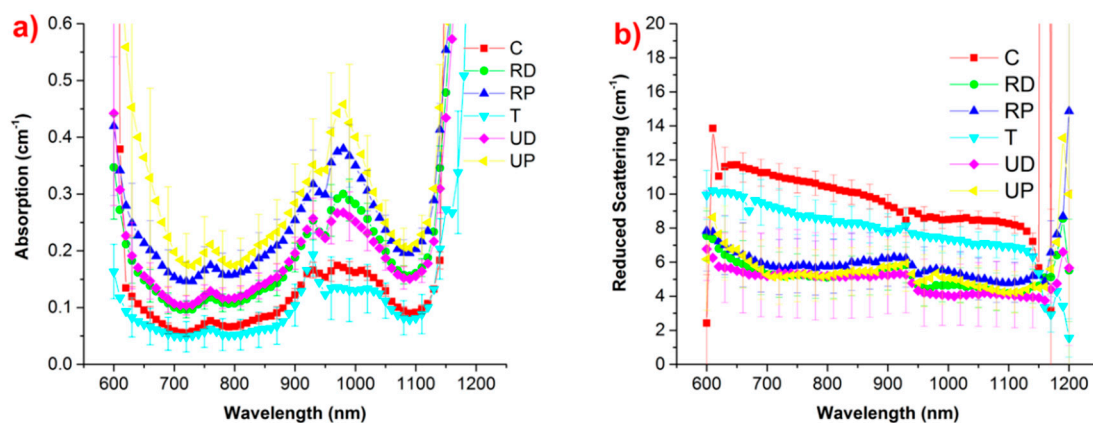 a)
Absorption (cm⁻¹)
0.6
0.5
0.4
0.3
0.2
0.1
0.0
600 700 800 900 1000 1100 1200
Wavelength (nm)
C
RD
RP
T
UD
UP
b)
Reduced Scattering (cm⁻¹)
20
18
16
14
12
10
8
6
4
2
0
600 700 800 900 1000 1100 1200
Wavelength (nm)
C
RD
RP
T
UD
UP